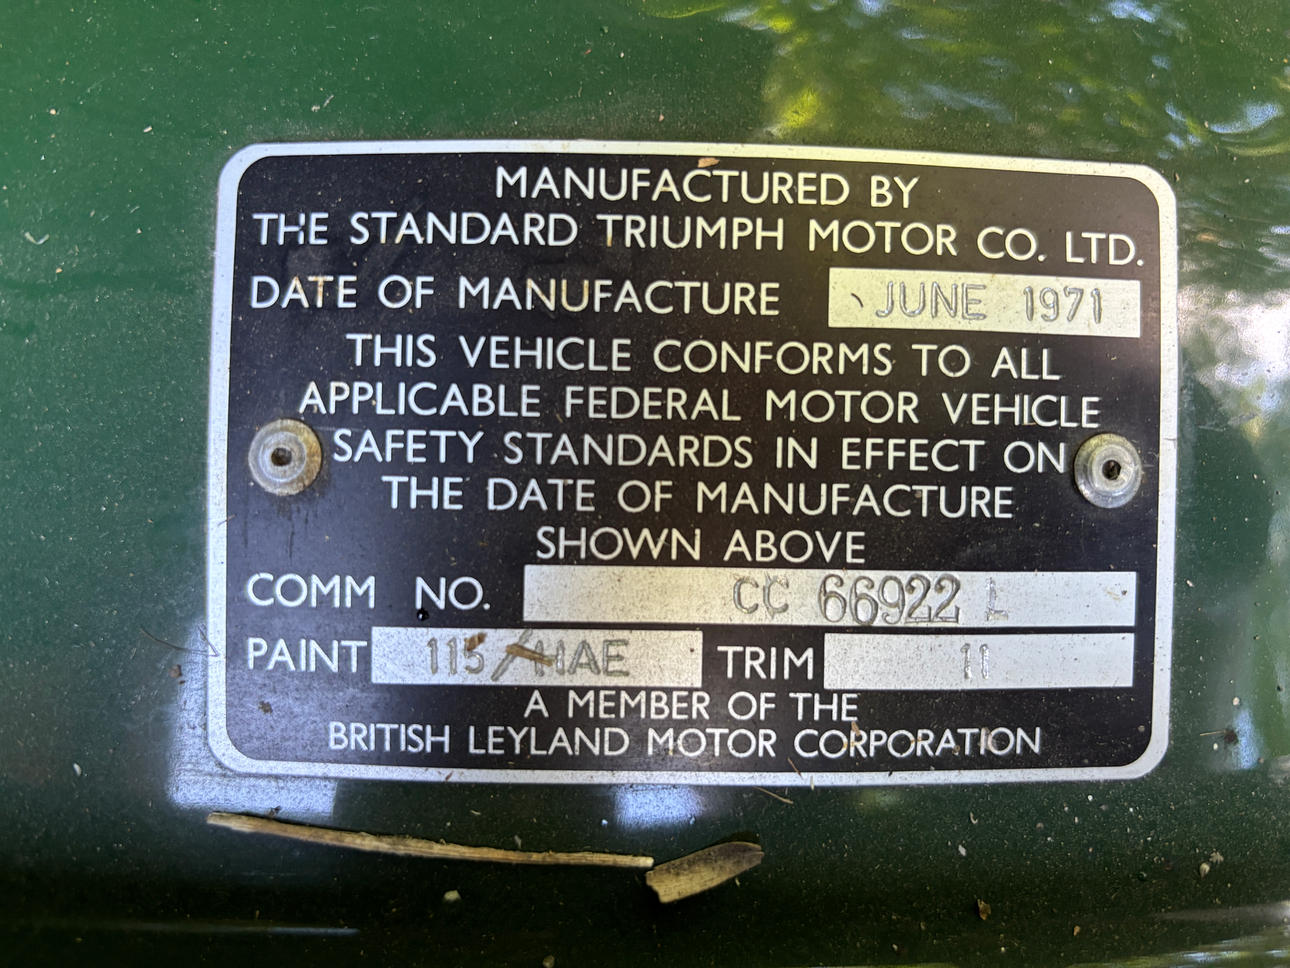 MANUFACTURED BY
THE STANDARD TRIUMPH MOTOR CO. LTD.
DATE OF MANUFACTURE JUNE 1971
THIS VEHICLE CONFORMS TO ALL
APPLICABLE FEDERAL MOTOR VEHICLE
SAFETY STANDARDS IN EFFECT ON
THE DATE OF MANUFACTURE
SHOWN ABOVE
COMM NO. CC 66922 L
PAINT 115/HAE TRIM 11
A MEMBER OF THE
BRITISH LEYLAND MOTOR CORPORATION